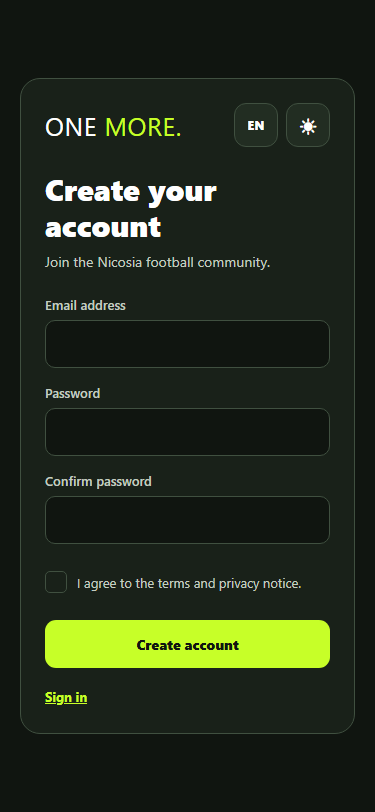 ONE MORE.
EN
Create your
account
Join the Nicosia football community.
Email address
Password
Confirm password
I agree to the terms and privacy notice.
Create account
Sign in